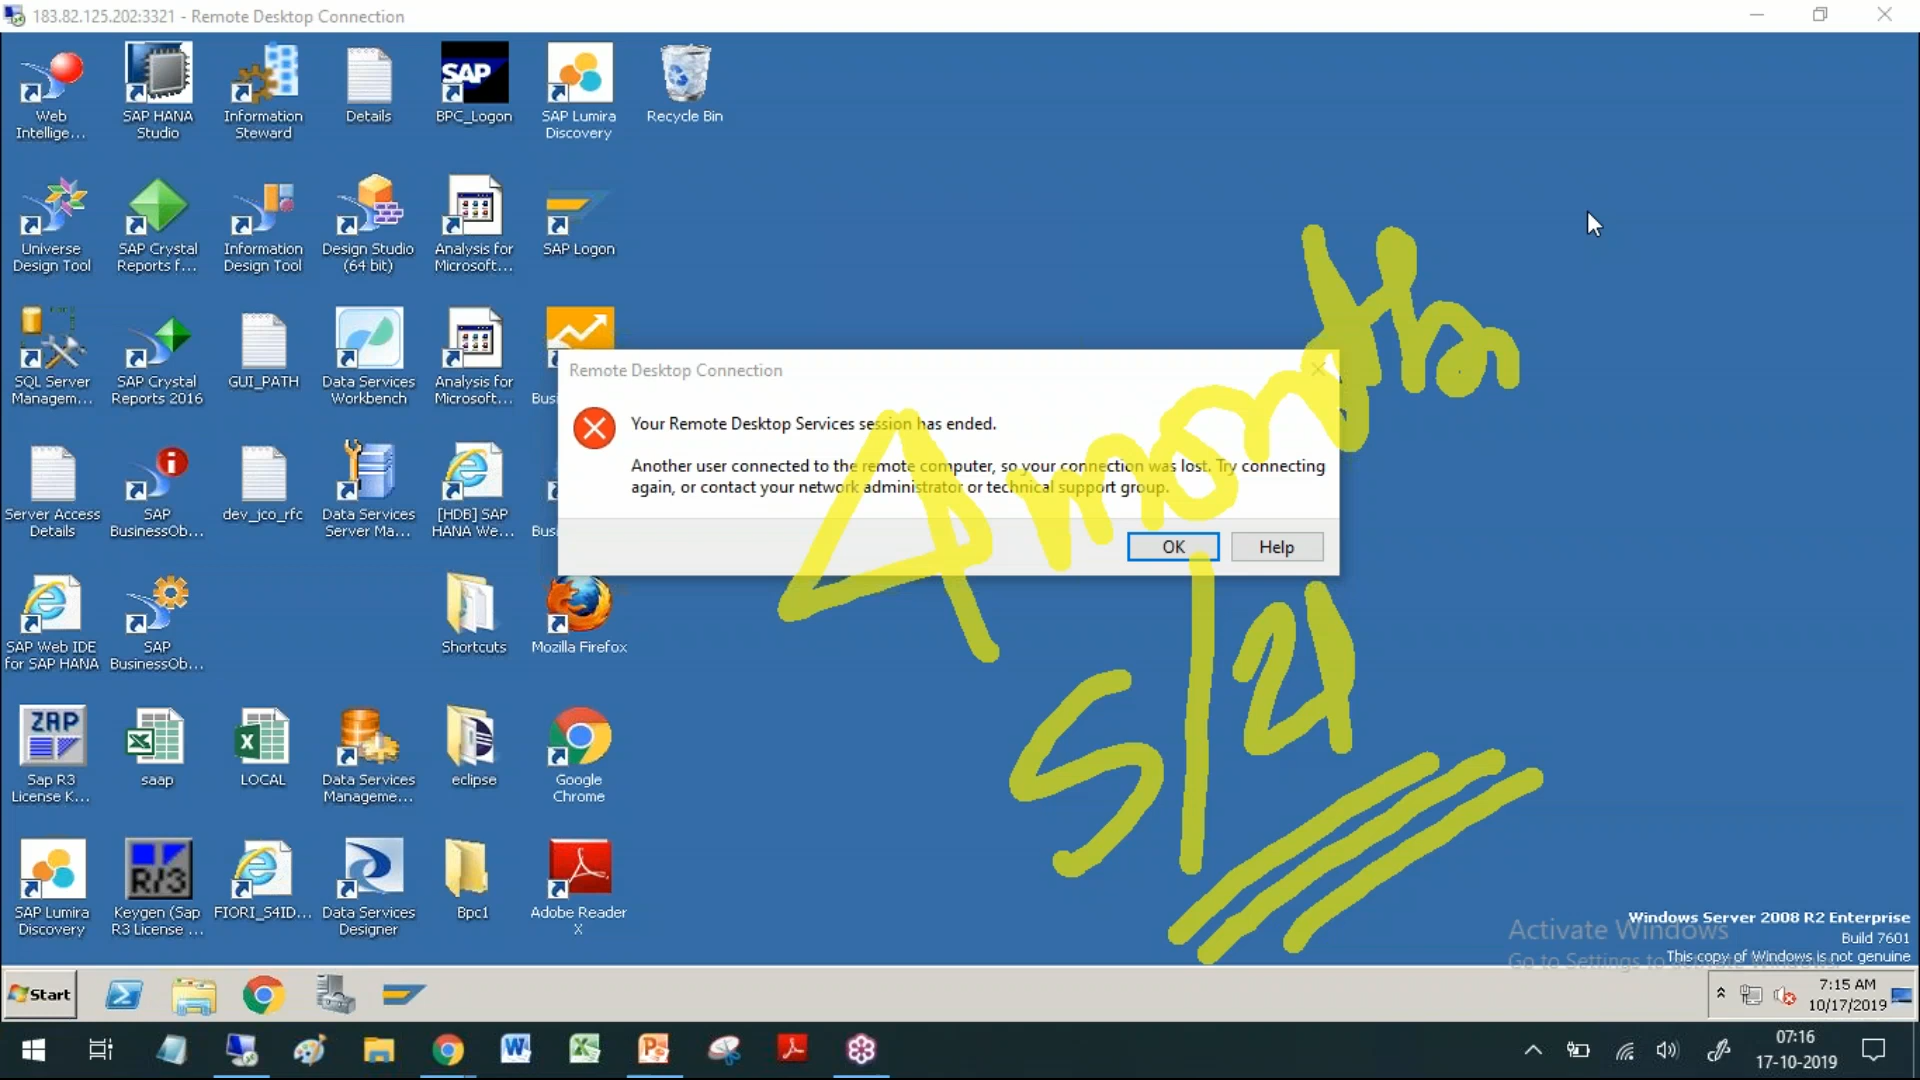 183.82.125.202:3321 - Remote Desktop Connection
Web
Intellige...
SAP HANA
Studio
Information
Steward
Details
SAP
BPC_Logon
SAP Lumira
Discovery
Recycle Bin
Universe
Design Tool
SAP Crystal
Reports f...
Information
Design Tool
Design Studio
(64 bit)
Analysis for
Microsoft...
SAP Logon
SQL Server
Managem...
SAP Crystal
Reports 2016
GUI_PATH
Data Services
Workbench
Analysis for
Microsoft...
Busi
Remote Desktop Connection
Your Remote Desktop Services session has ended.
Another user connected to the remote computer, so your connection was lost. Try connecting
again, or contact your network administrator or technical support group.
OK
Help
4 months
5/21
Server Access
Details
SAP
BusinessOb...
dev_jco_rfc
Data Services
Server Ma...
[HDB] SAP
HANA We...
Busi
SAP Web IDE
for SAP HANA
SAP
BusinessOb...
Shortcuts
Mozilla Firefox
ZAP
Sap R3
License K...
saap
LOCAL
Data Services
Manageme...
eclipse
Google
Chrome
SAP Lumira
Discovery
R/3
Keygen (Sap
R3 License ...
FIORI_S4ID...
Data Services
Designer
Bpc1
Adobe Reader
X
Activate Windows
Windows Server 2008 R2 Enterprise
Build 7601
This copy of Windows is not genuine
Start
7:15 AM
10/17/2019
07:16
17-10-2019